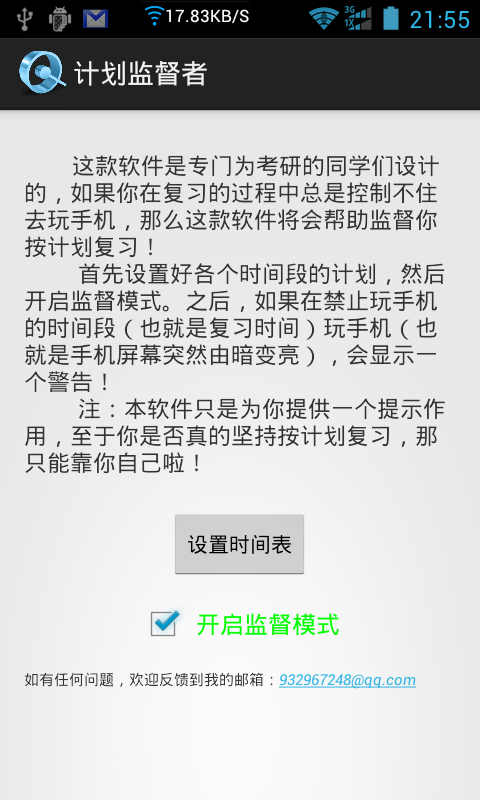 17.83KB/S
3G
1X
21:55
计划监督者
这款软件是专门为考研的同学们设计
的，如果你在复习的过程中总是控制不住
去玩手机，那么这款软件将会帮助监督你
按计划复习！
首先设置好各个时间段的计划，然后
开启监督模式。之后，如果在禁止玩手机
的时间段（也就是复习时间）玩手机（也
就是手机屏幕突然由暗变亮），会显示一
个警告！
注：本软件只是为你提供一个提示作
用，至于你是否真的坚持按计划复习，那
只能靠你自己啦！
设置时间表
开启监督模式
如有任何问题，欢迎反馈到我的邮箱：932967248@qq.com